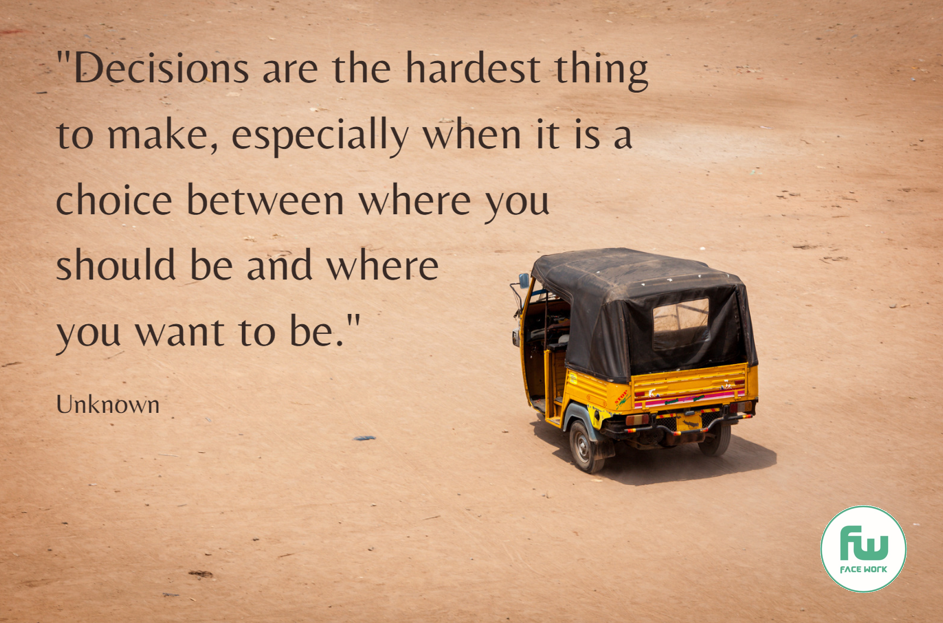 "Decisions are the hardest thing
to make, especially when it is a
choice between where you
should be and where
you want to be."
Unknown
fw
FACE WORK